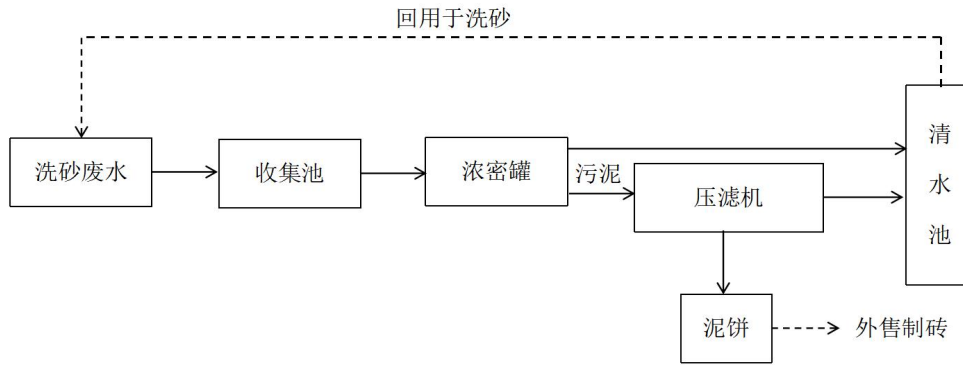 回用于洗砂
洗砂废水
收集池
浓密罐
污泥
压滤机
清水池
泥饼
外售制砖